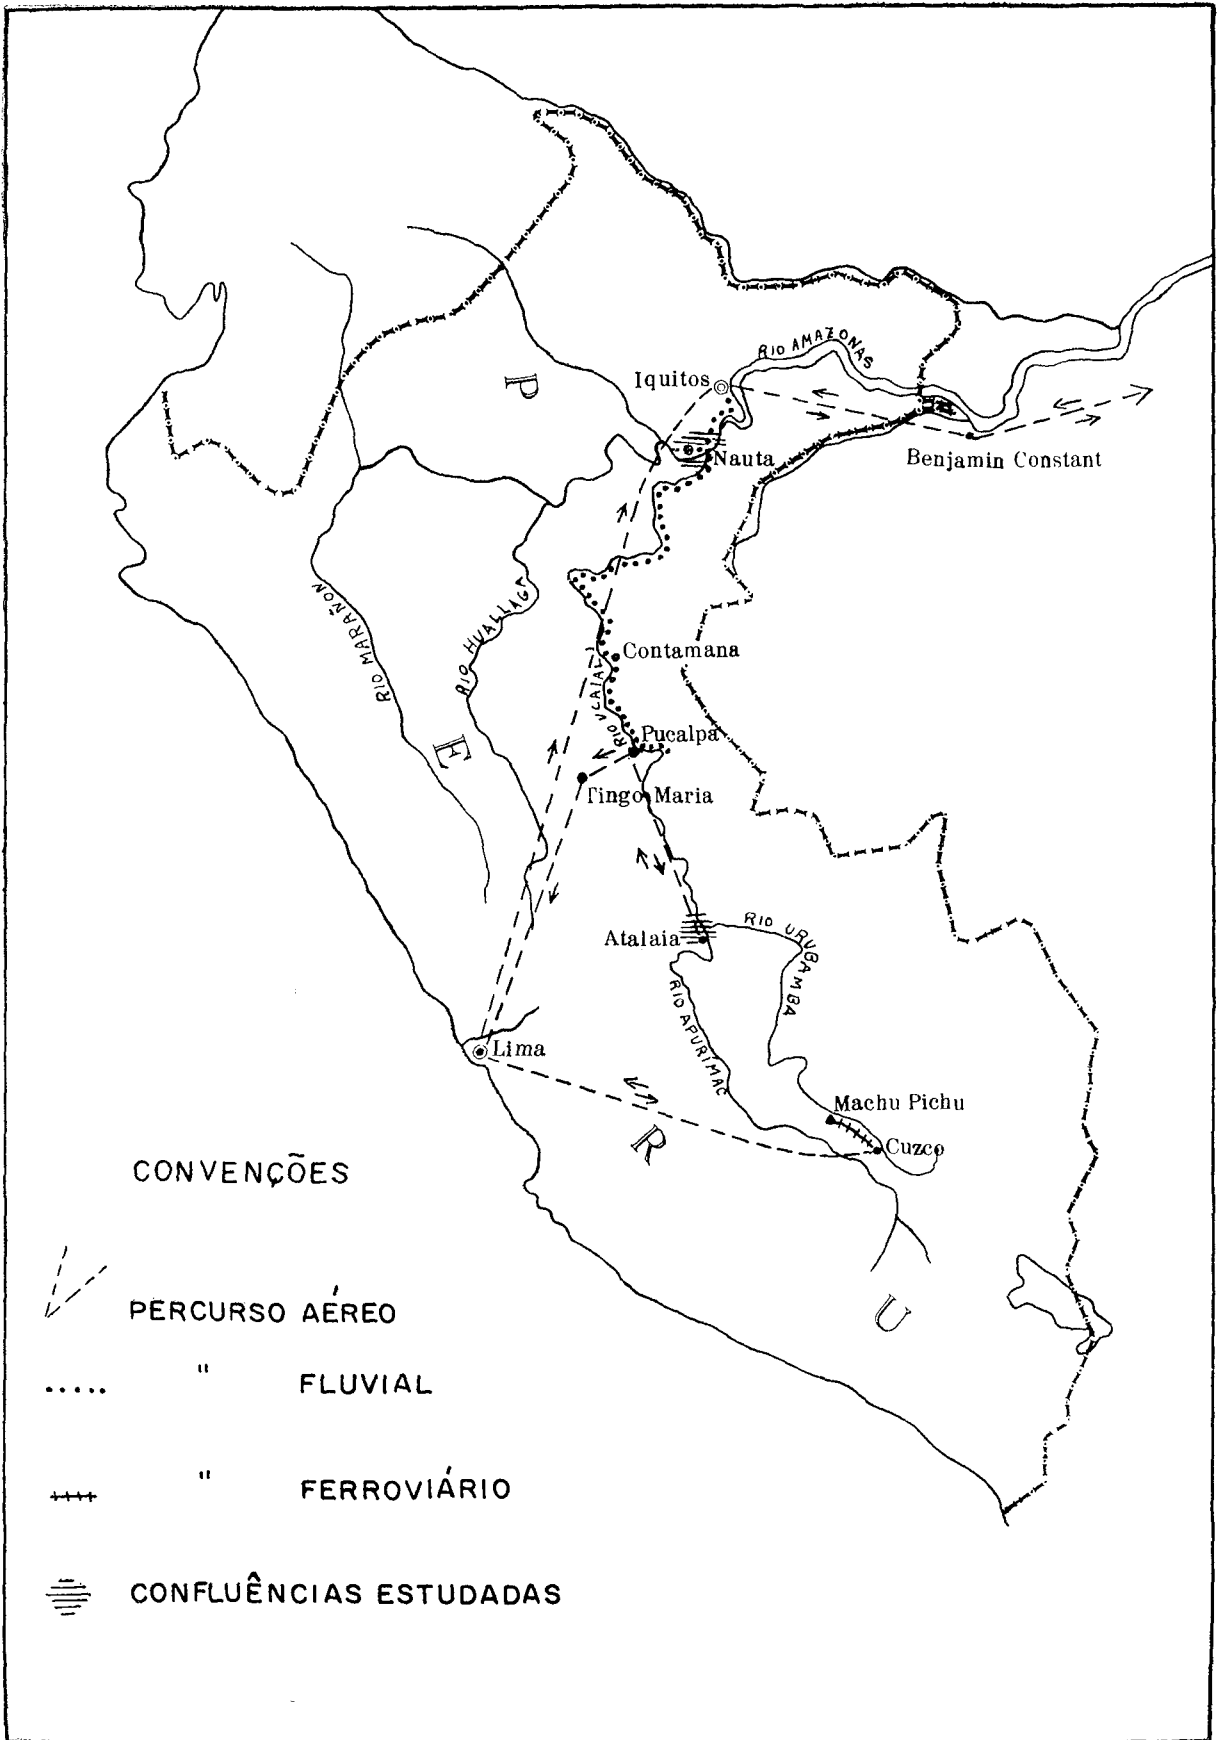 RIO AMAZONAS
Iquitos
P
Nauta
Benjamin Constant
RIO MARAÑON
RIO HUALLAGA
Contamana
RIO UCAIALI
Pucalpa
E
Tingo Maria
RIO URUBAMBA
Atalaia
RIO APURÍMAC
Lima
Machu Pichu
R
Cuzco
CONVENÇÕES
PERCURSO AÉREO
U
" FLUVIAL
" FERROVIÁRIO
CONFLUÊNCIAS ESTUDADAS